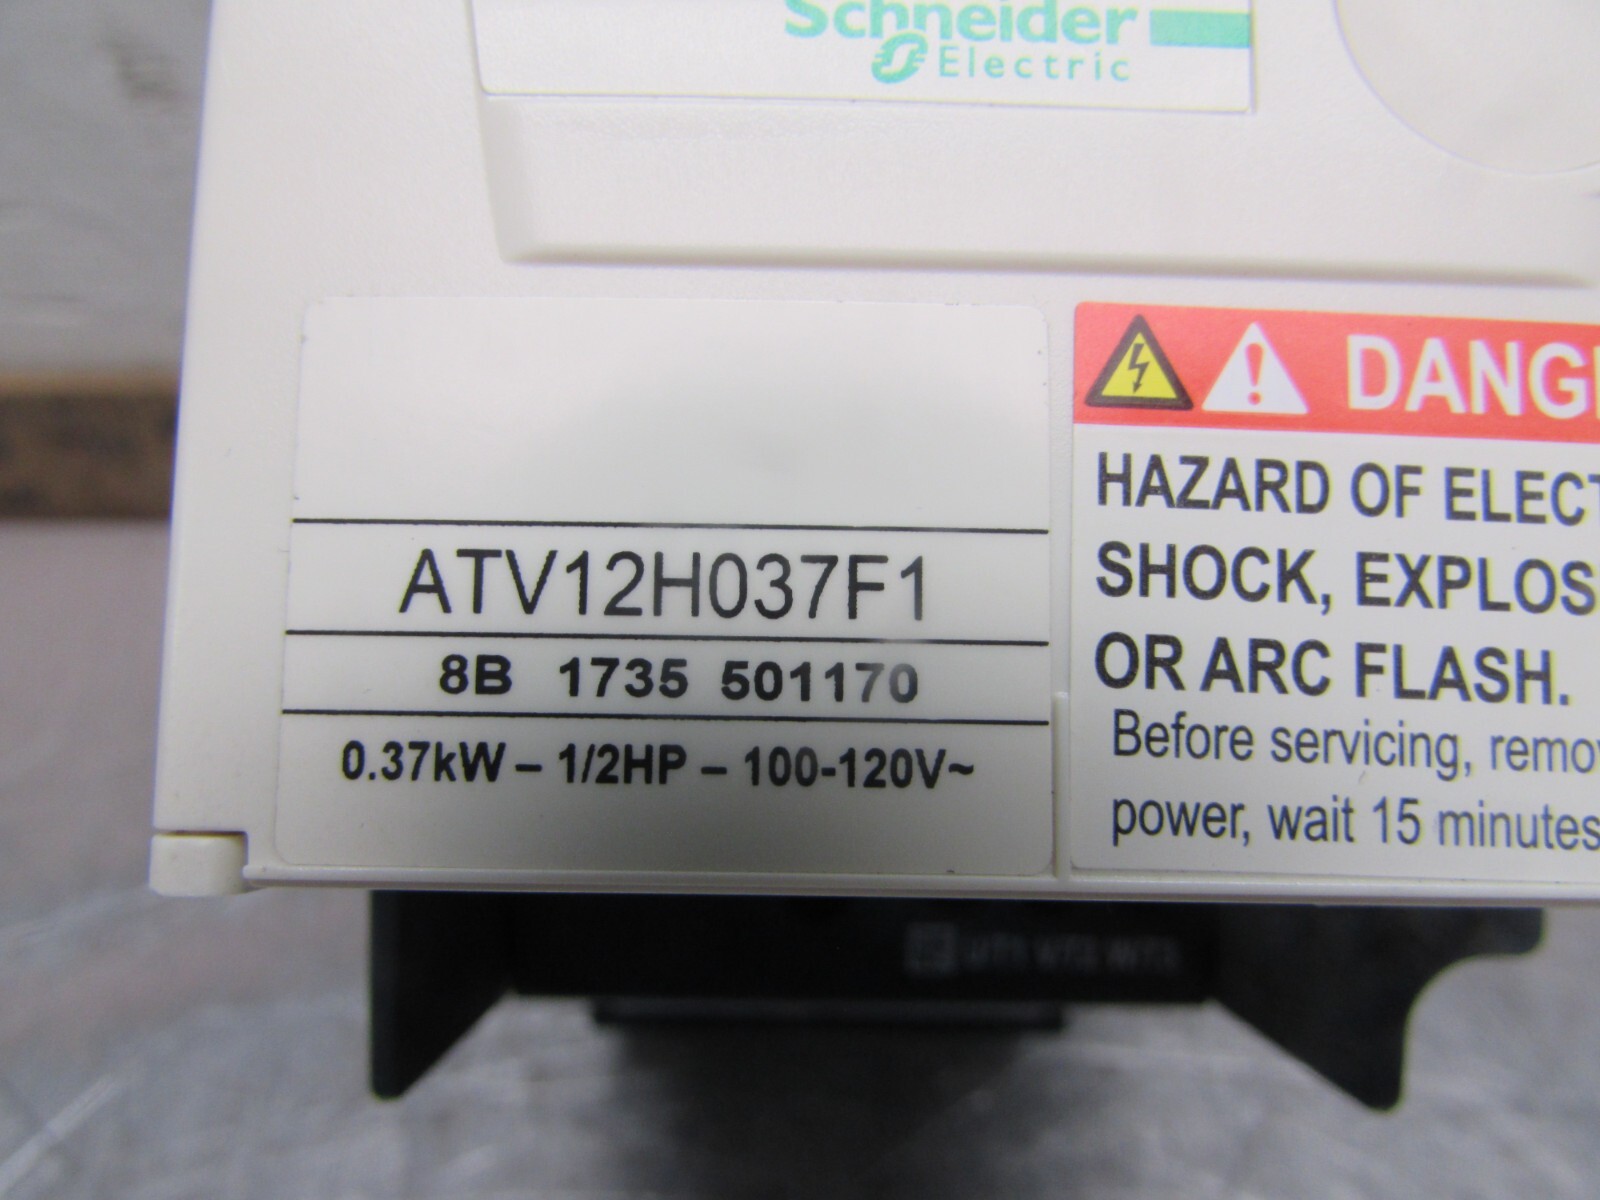 Schneider
Electric
DANG
ATV12H037F1
8B 1735 501170
0.37kW – 1/2HP – 100-120V~
HAZARD OF ELECT
SHOCK, EXPLOS
OR ARC FLASH.
Before servicing, remov
power, wait 15 minutes